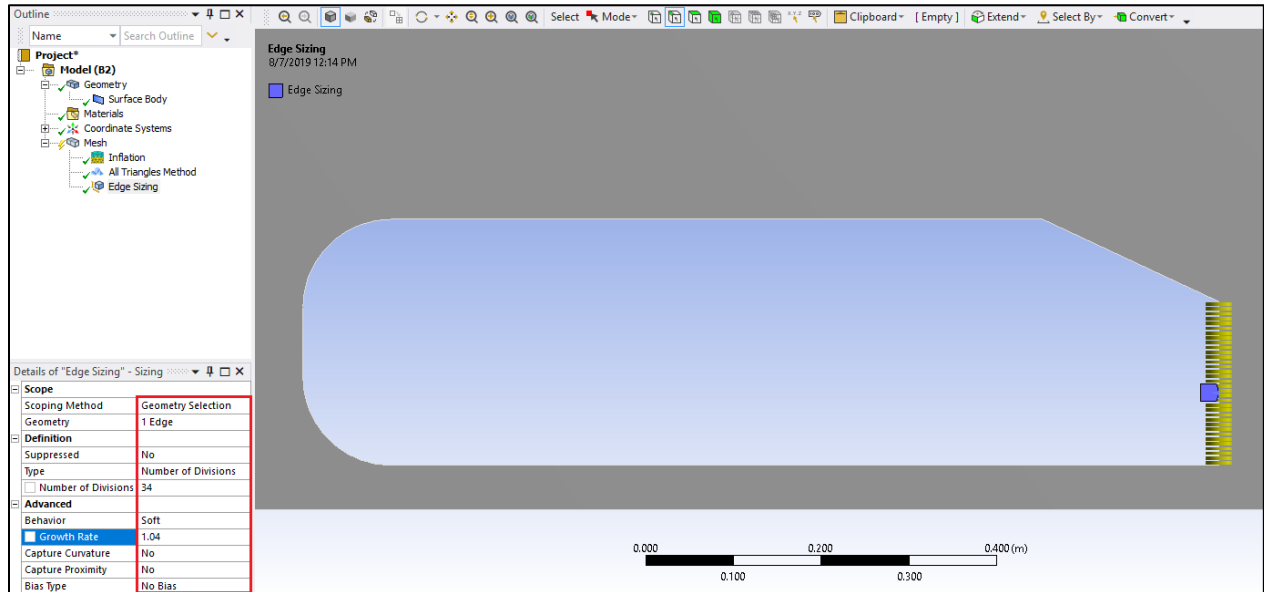 Outline
Select Mode Clipboard [ Empty ] Extend Select By Convert
Name Search Outline
Project*
Model (B2)
Geometry
Surface Body
Materials
Coordinate Systems
Mesh
Inflation
All Triangles Method
Edge Sizing
Edge Sizing
8/7/2019 12:14 PM
Edge Sizing
Details of "Edge Sizing" - Sizing
Scope
Scoping Method Geometry Selection
Geometry 1 Edge
Definition
Suppressed No
Type Number of Divisions
Number of Divisions 34
Advanced
Behavior Soft
Growth Rate 1.04
Capture Curvature No
Capture Proximity No
Bias Type No Bias
0.000 0.200 0.400 (m)
0.100 0.300